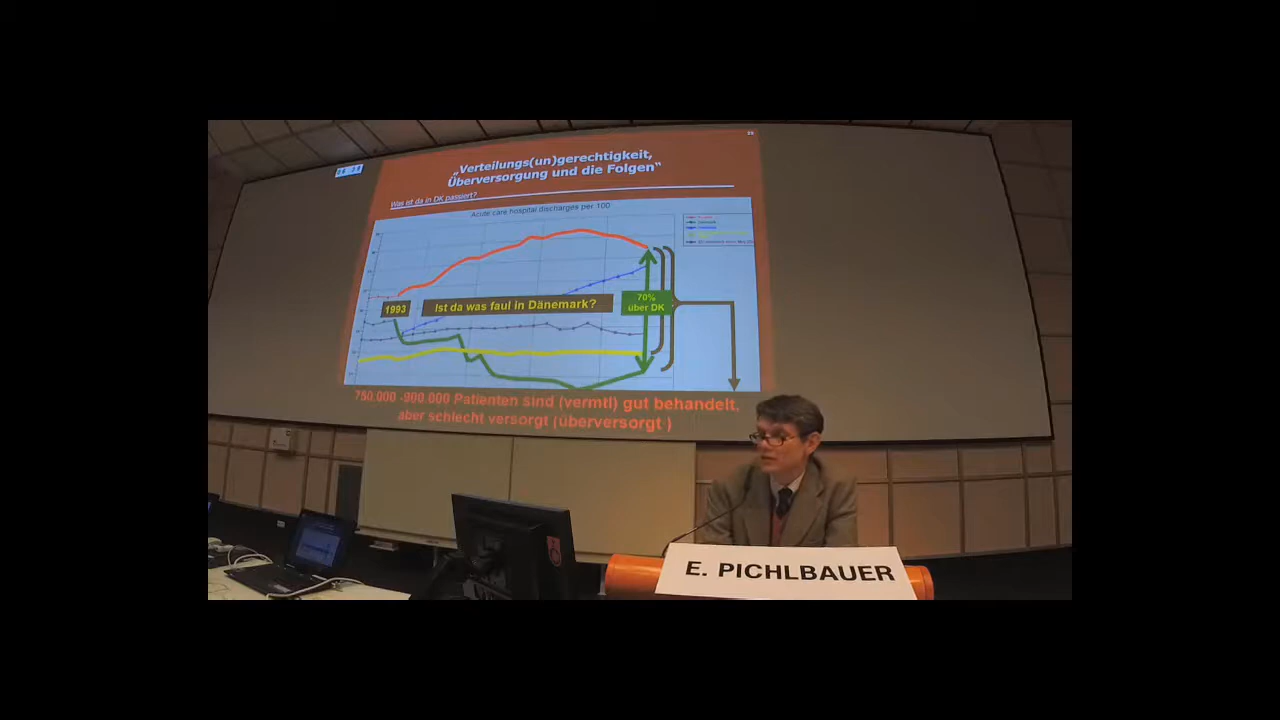 „Verteilungs(un)gerechtigkeit,
Überversorgung und die Folgen“
Was ist da in DK passiert?
Acute care hospital discharges per 100
1993
Ist da was faul in Dänemark?
70%
über DK
750.000 -900.000 Patienten sind (vermtl) gut behandelt,
aber schlecht versorgt (überversorgt )
E. PICHLBAUER